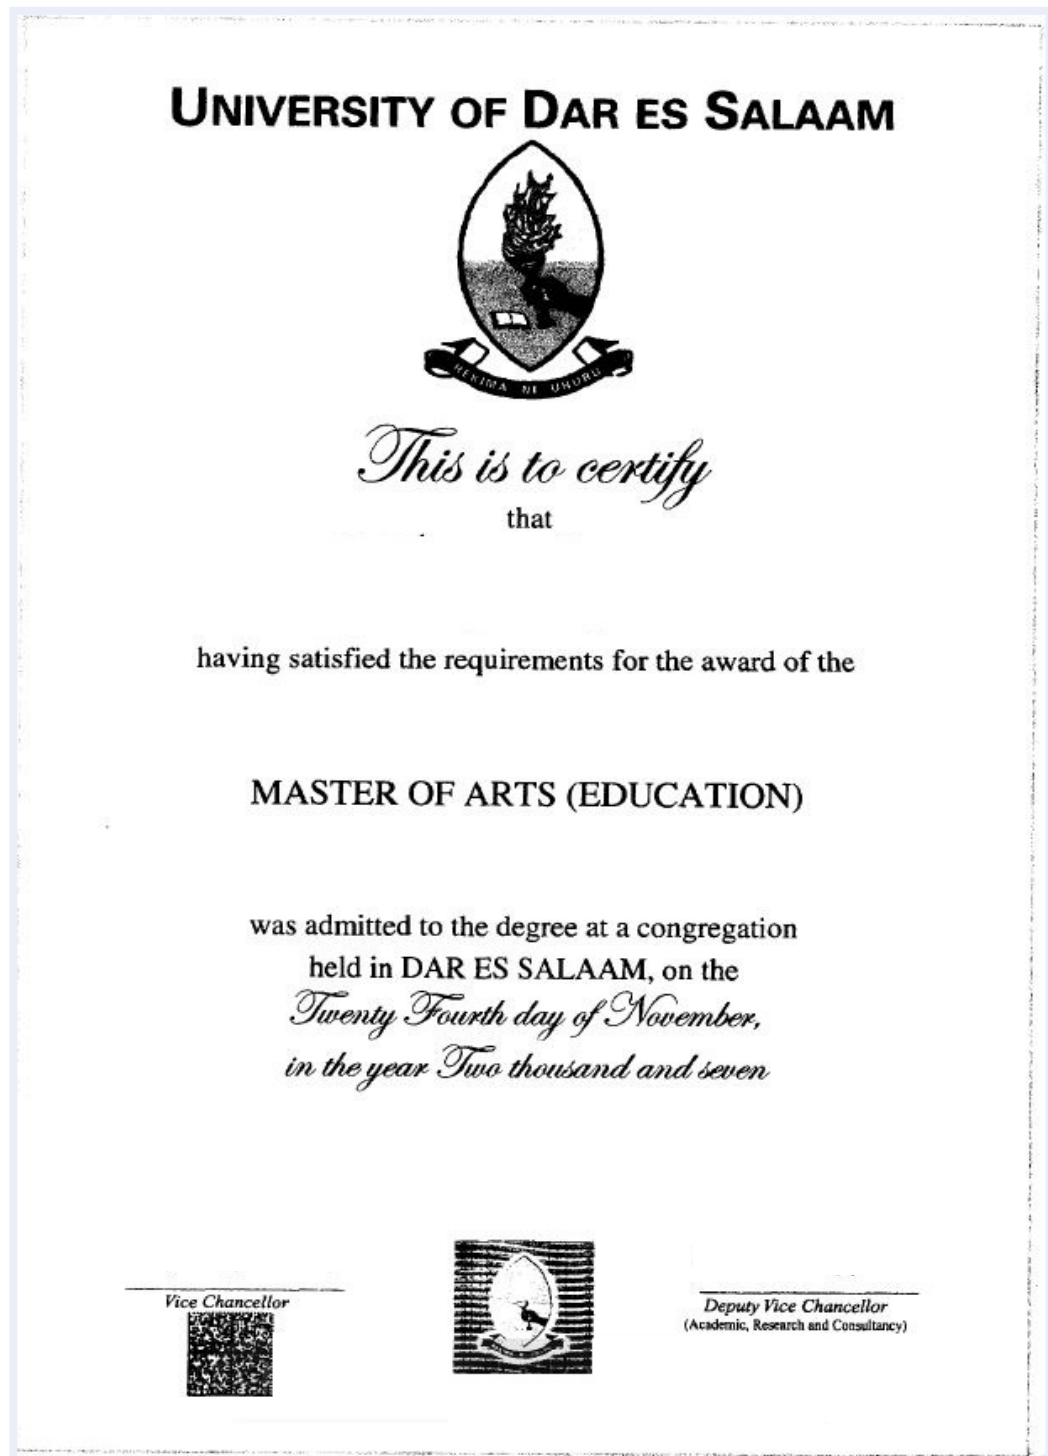 UNIVERSITY OF DAR ES SALAAM
HEKIMA NI UHURU
This is to certify
that
having satisfied the requirements for the award of the
MASTER OF ARTS (EDUCATION)
was admitted to the degree at a congregation
held in DAR ES SALAAM, on the
Twenty Fourth day of November,
in the year Two thousand and seven
Vice Chancellor
Deputy Vice Chancellor
(Academic, Research and Consultancy)